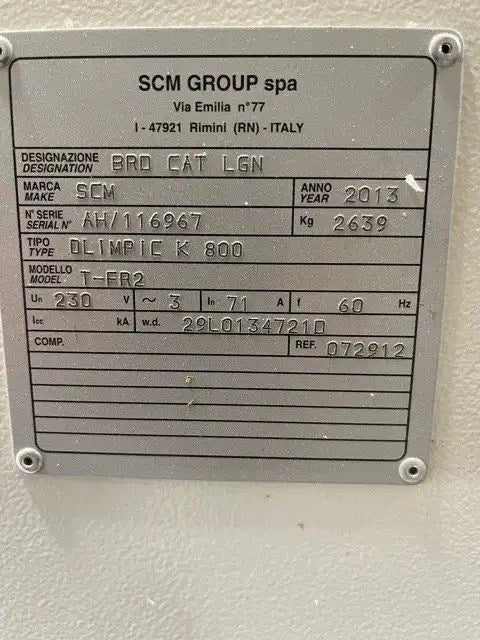 SCM GROUP spa
Via Emilia n°77
I - 47921 Rimini (RN) - ITALY
DESIGNAZIONE DESIGNATION BRD CAT LGN
MARCA MAKE SCM ANNO YEAR 2013
N° SERIE SERIAL N° AH/116967 Kg 2639
TIPO TYPE OLIMPIC K 800
MODELLO MODEL T-FR2
Un 230 V ~ 3 In 71 A f 60 Hz
Icc kA w.d. 29L0134721D
COMP. REF. 072912